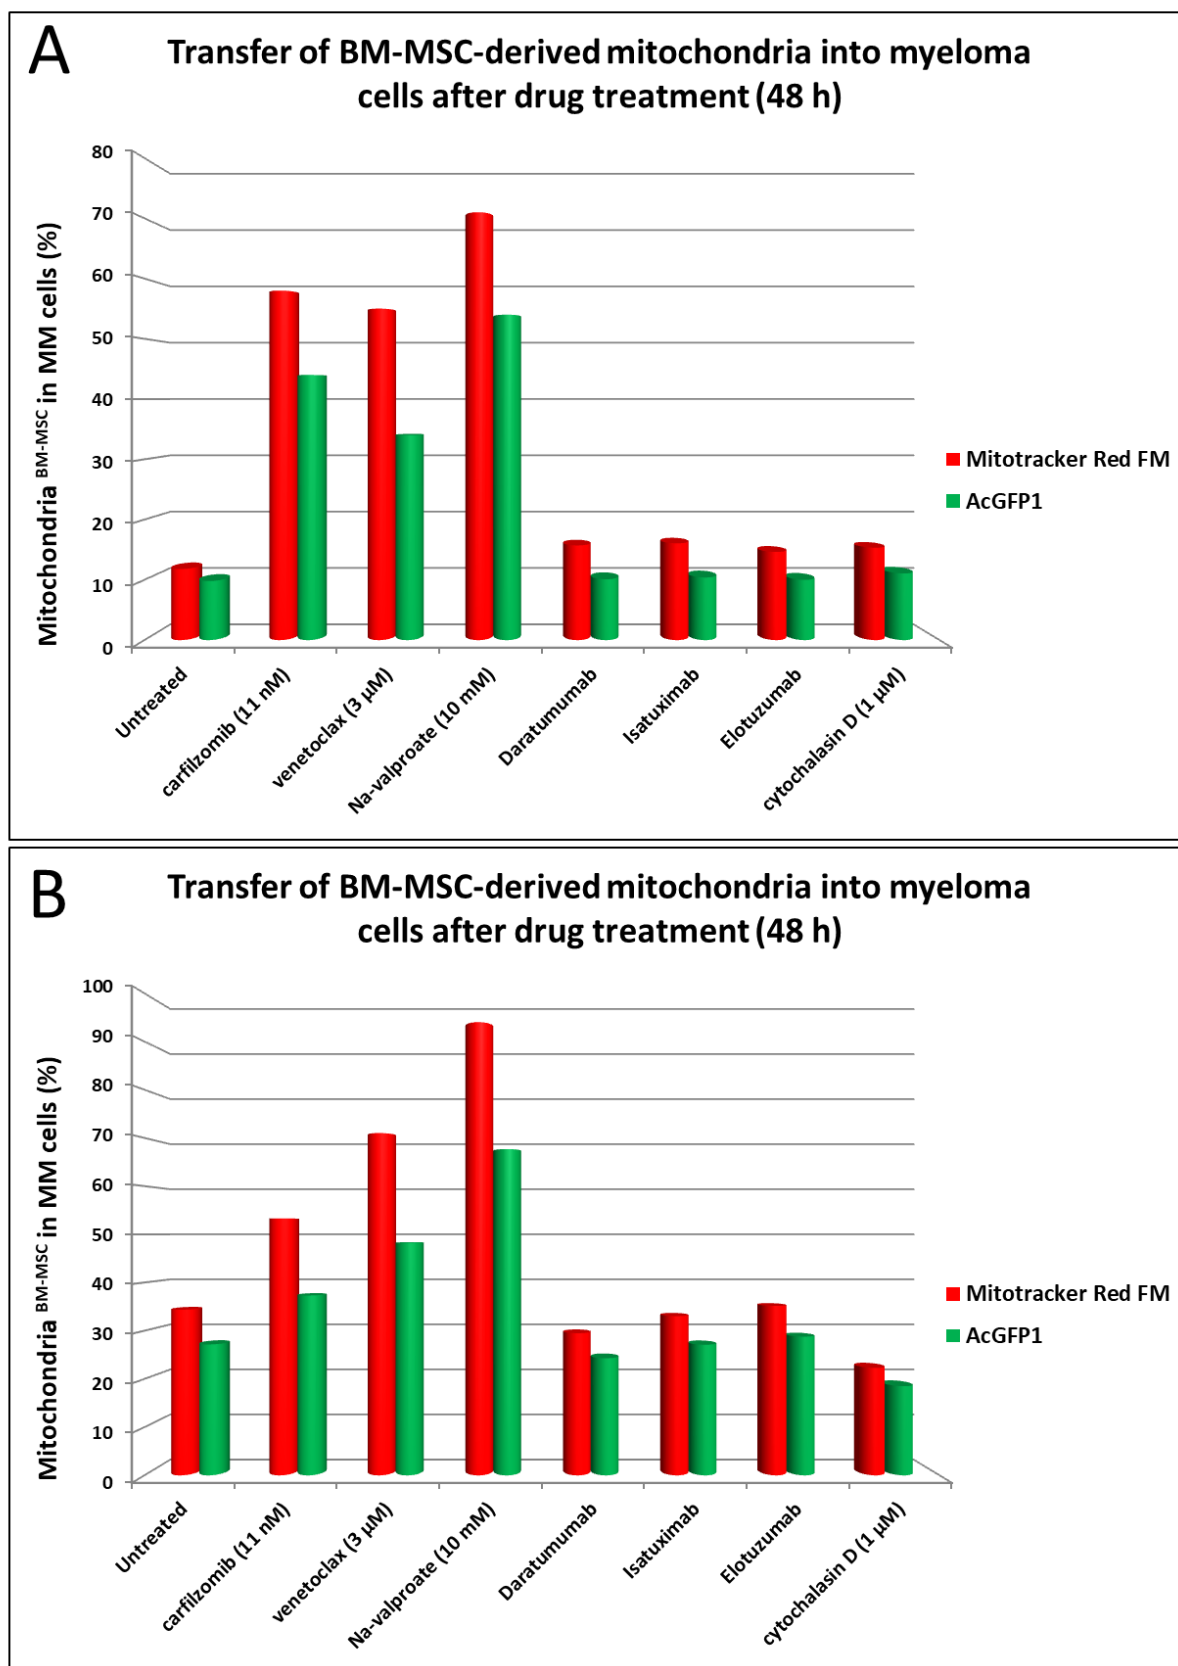 A
Transfer of BM-MSC-derived mitochondria into myeloma
cells after drug treatment (48 h)
Mitochondria BM-MSC in MM cells (%)
80
70
60
50
40
30
20
10
0
Untreated
carfilzomib (11 nM)
venetoclax (3 µM)
Na-valproate (10 mM)
Daratumumab
Isatuximab
Elotuzumab
cytochalasin D (1 µM)
Mitotracker Red FM
AcGFP1
B
Transfer of BM-MSC-derived mitochondria into myeloma
cells after drug treatment (48 h)
Mitochondria BM-MSC in MM cells (%)
100
90
80
70
60
50
40
30
20
10
0
Untreated
carfilzomib (11 nM)
venetoclax (3 µM)
Na-valproate (10 mM)
Daratumumab
Isatuximab
Elotuzumab
cytochalasin D (1 µM)
Mitotracker Red FM
AcGFP1